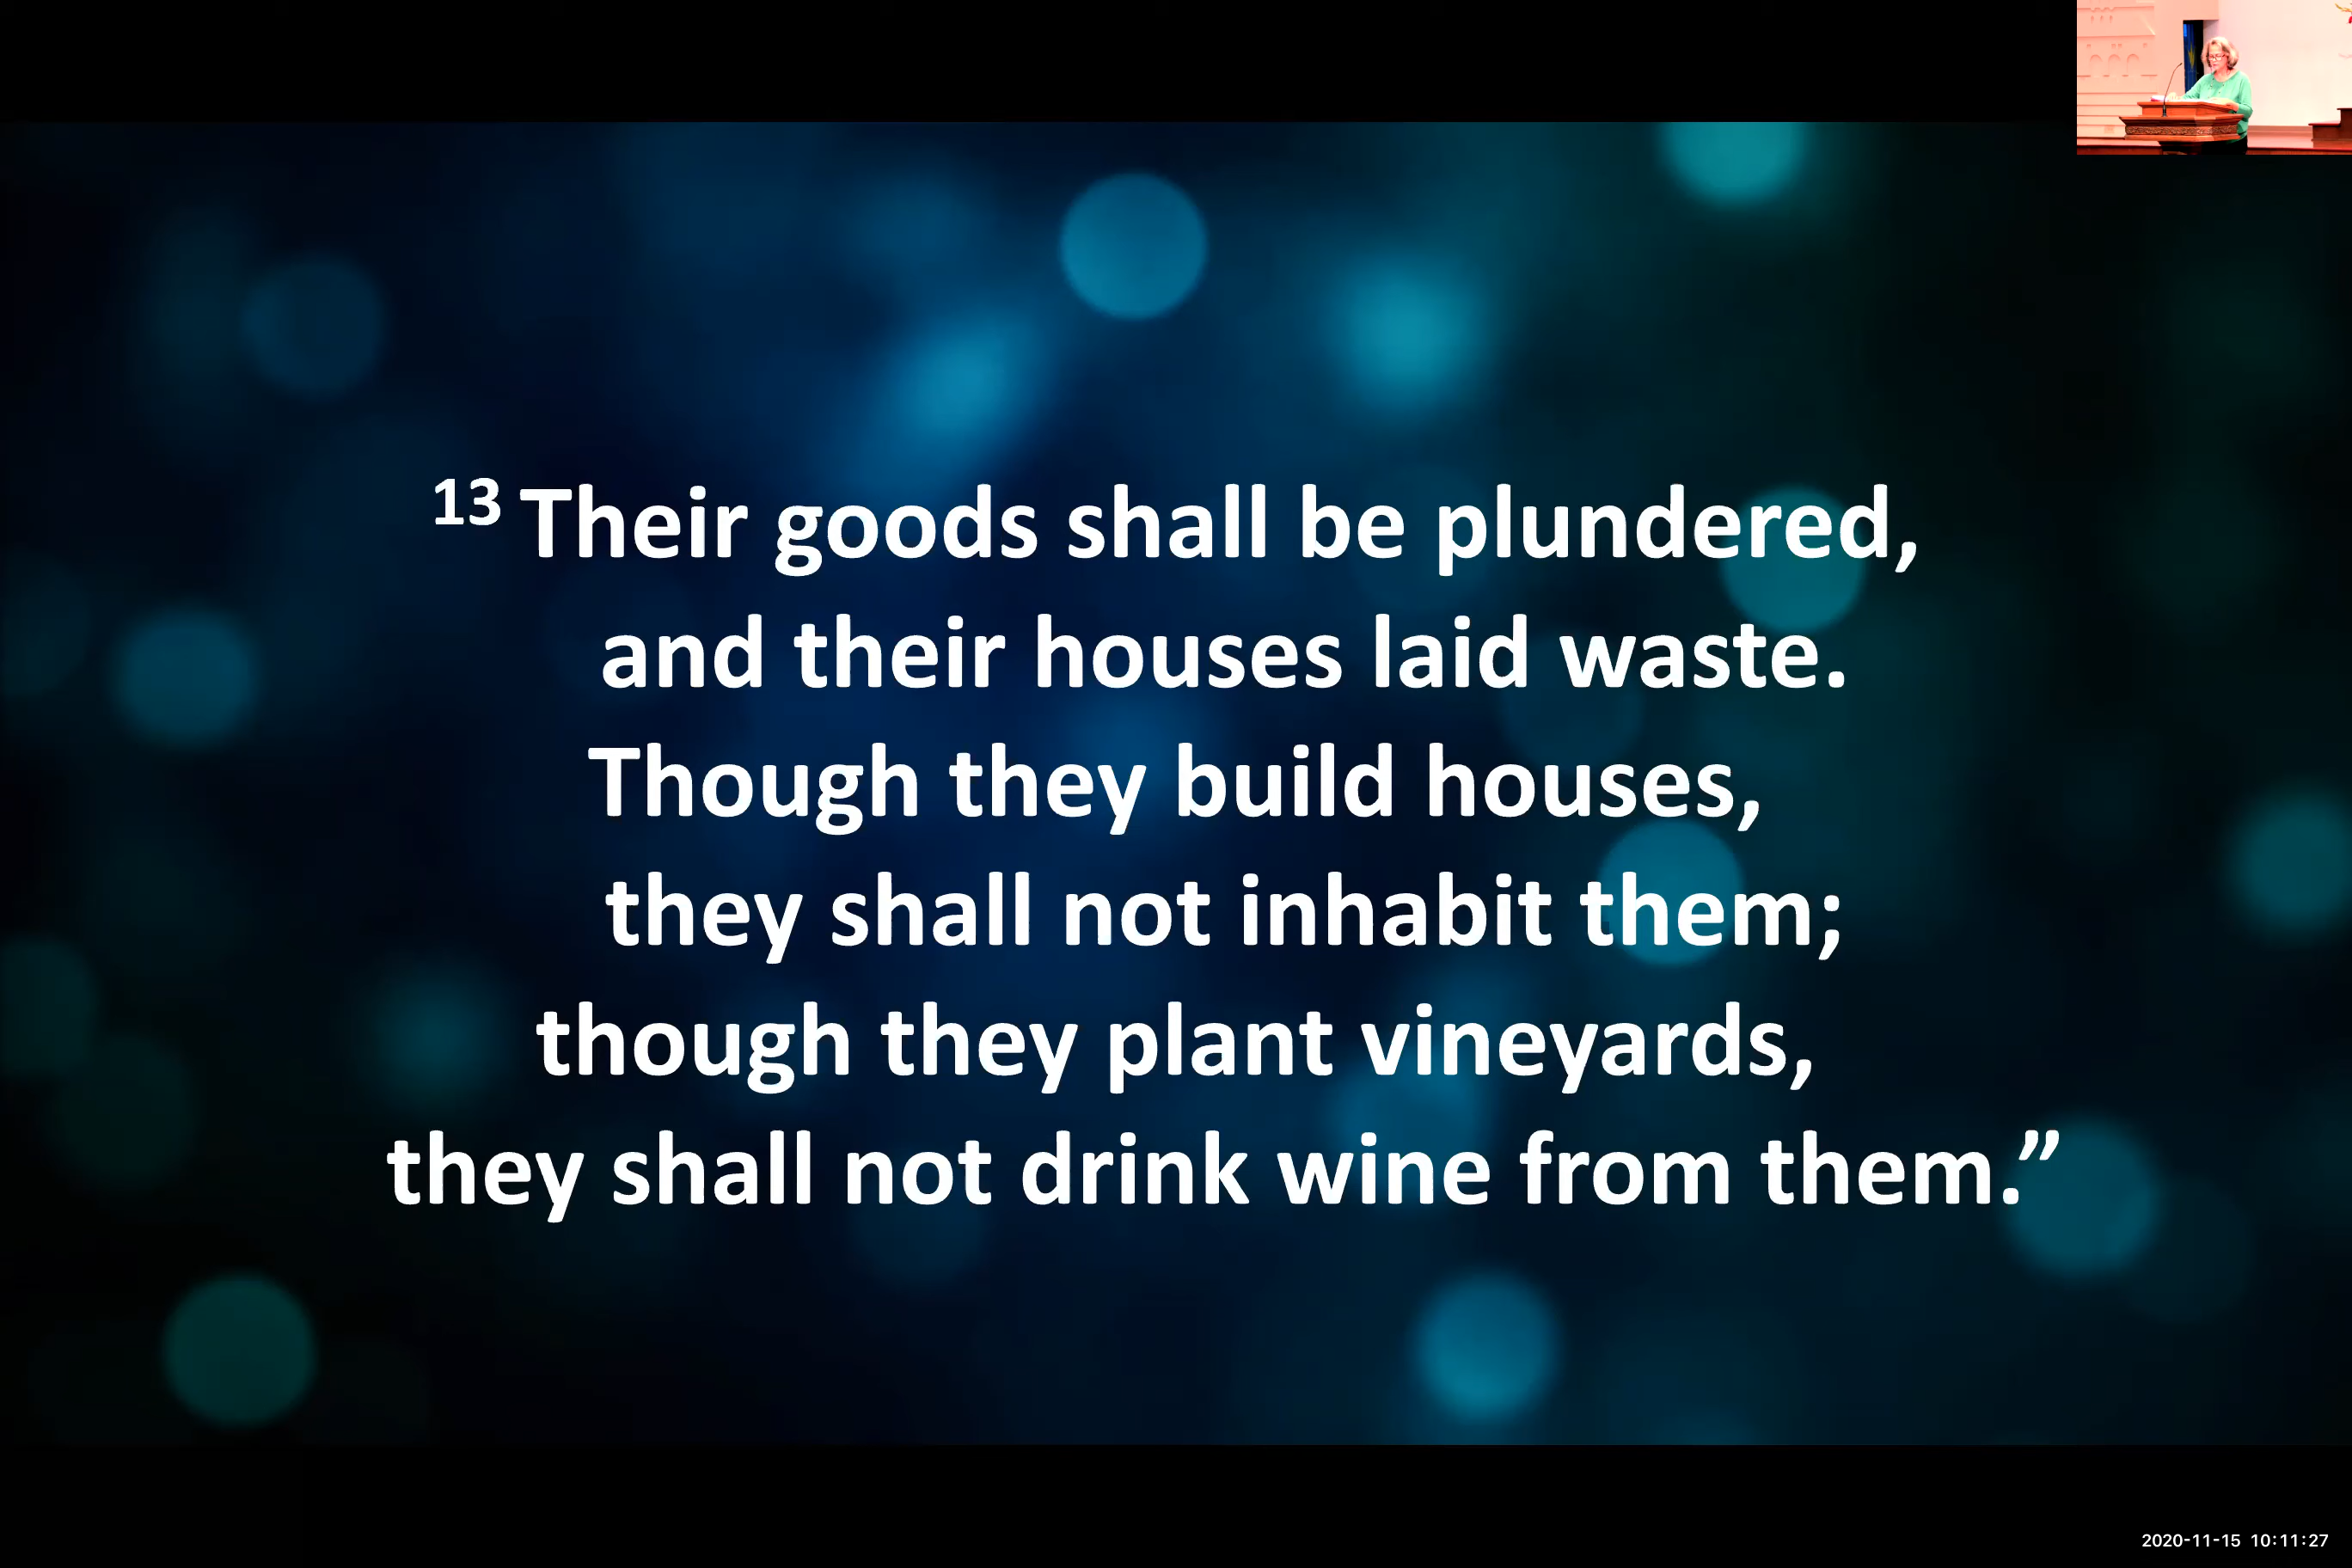 13 Their goods shall be plundered,
and their houses laid waste.
Though they build houses,
they shall not inhabit them;
though they plant vineyards,
they shall not drink wine from them.”
2020-11-15 10:11:27